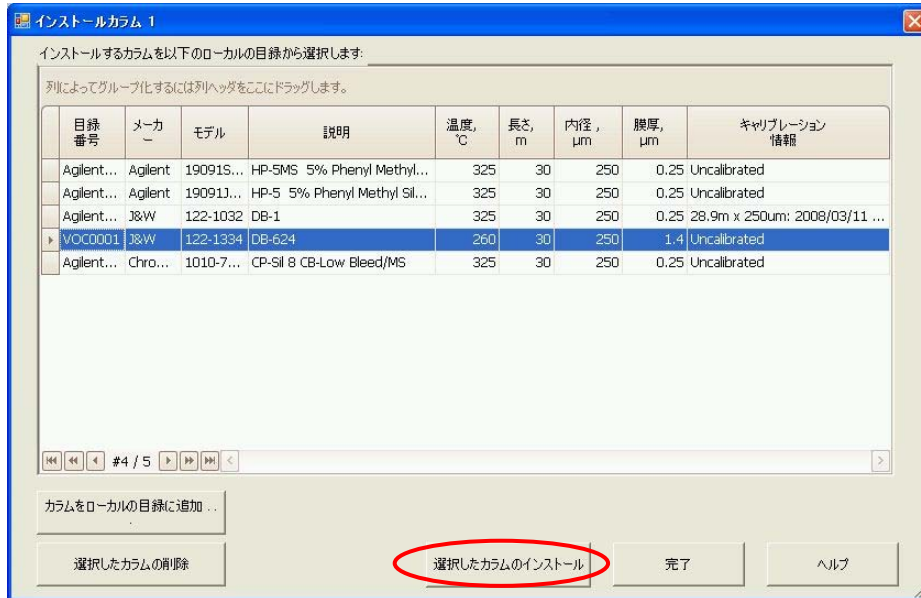 インストールカラム 1
インストールするカラムを以下のローカルの目録から選択します:
列によってグループ化するには列ヘッダをここにドラッグします。
目録番号 メーカー モデル 説明 温度, ℃ 長さ, m 内径, µm 膜厚, µm キャリブレーション情報
Agilent... Agilent 19091S... HP-5MS 5% Phenyl Methyl... 325 30 250 0.25 Uncalibrated
Agilent... Agilent 19091J... HP-5 5% Phenyl Methyl Sil... 325 30 250 0.25 Uncalibrated
Agilent... J&W 122-1032 DB-1 325 30 250 0.25 28.9m x 250um: 2008/03/11 ...
VOC0001 J&W 122-1334 DB-624 260 30 250 1.4 Uncalibrated
Agilent... Chro... 1010-7... CP-Sil 8 CB-Low Bleed/MS 325 30 250 0.25 Uncalibrated
#4 / 5
カラムをローカルの目録に追加 ...
選択したカラムの削除 選択したカラムのインストール 完了 ヘルプ